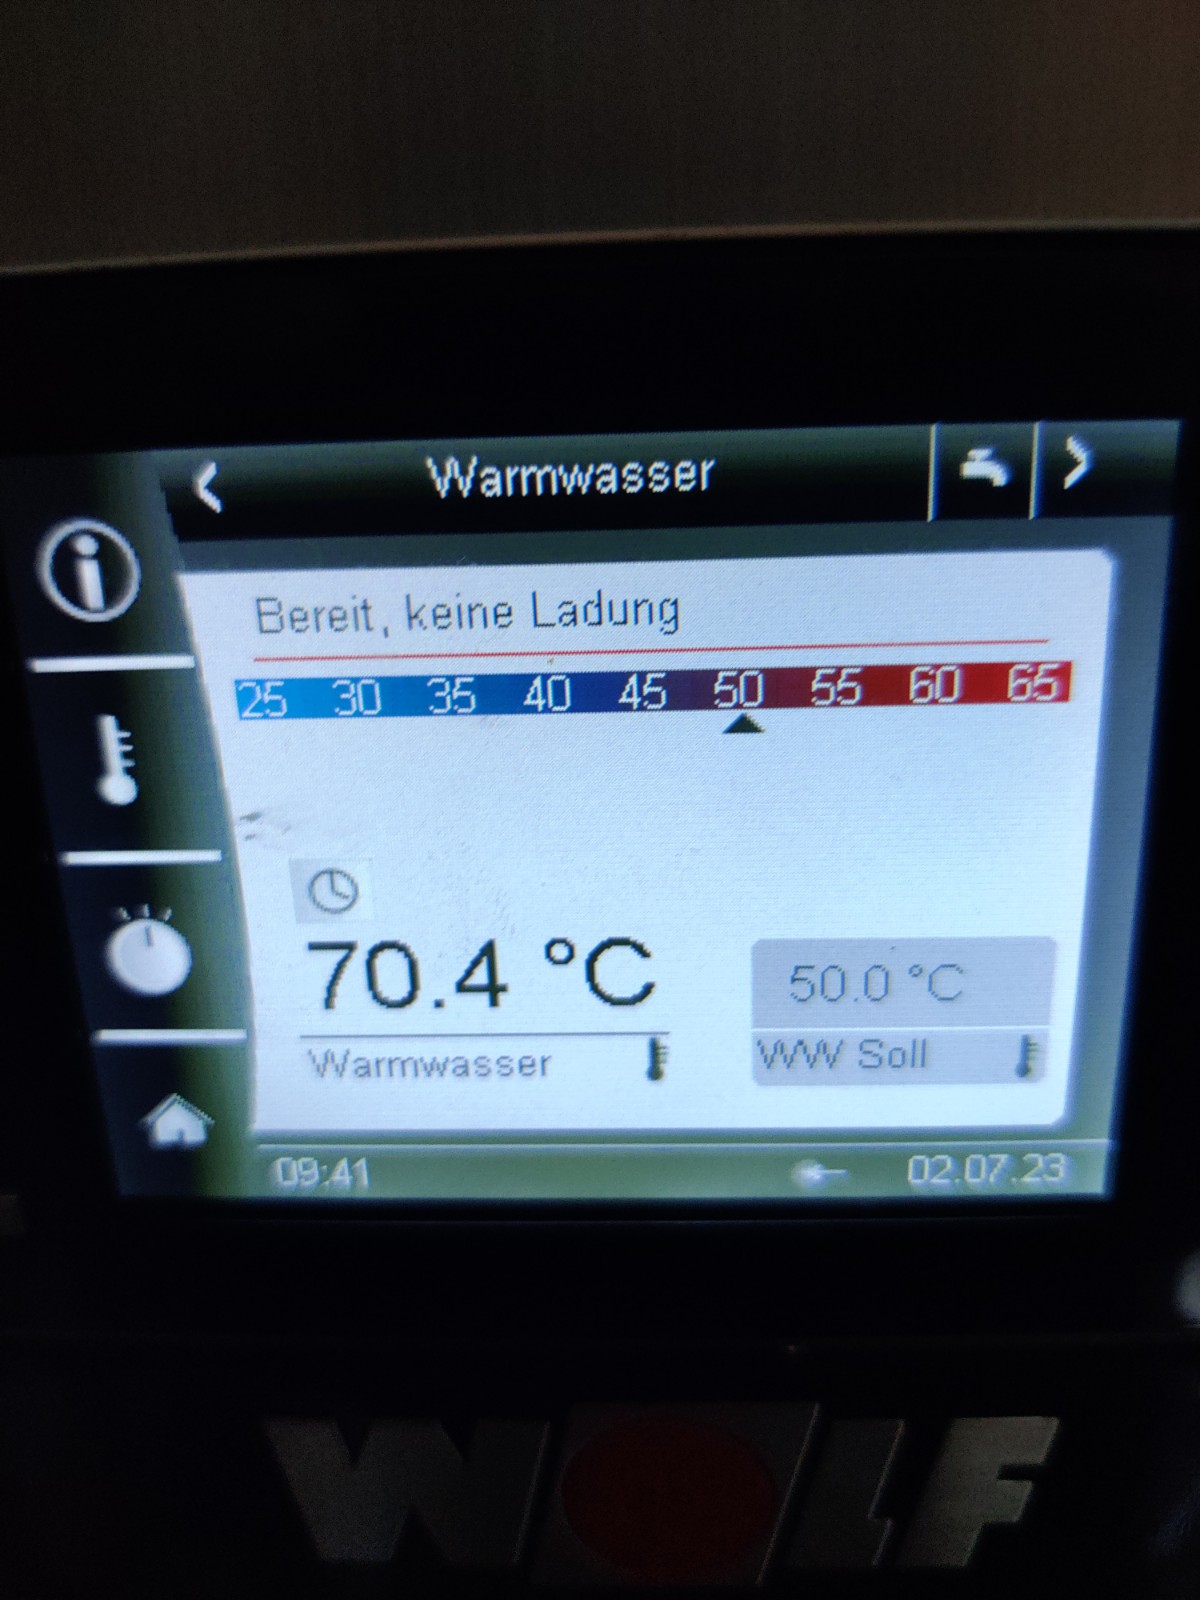 Warmwasser
Bereit, keine Ladung
25 30 35 40 45 50 55 60 65
70.4 °C
Warmwasser
50.0 °C
WW Soll
09:41
02.07.23
WOLF